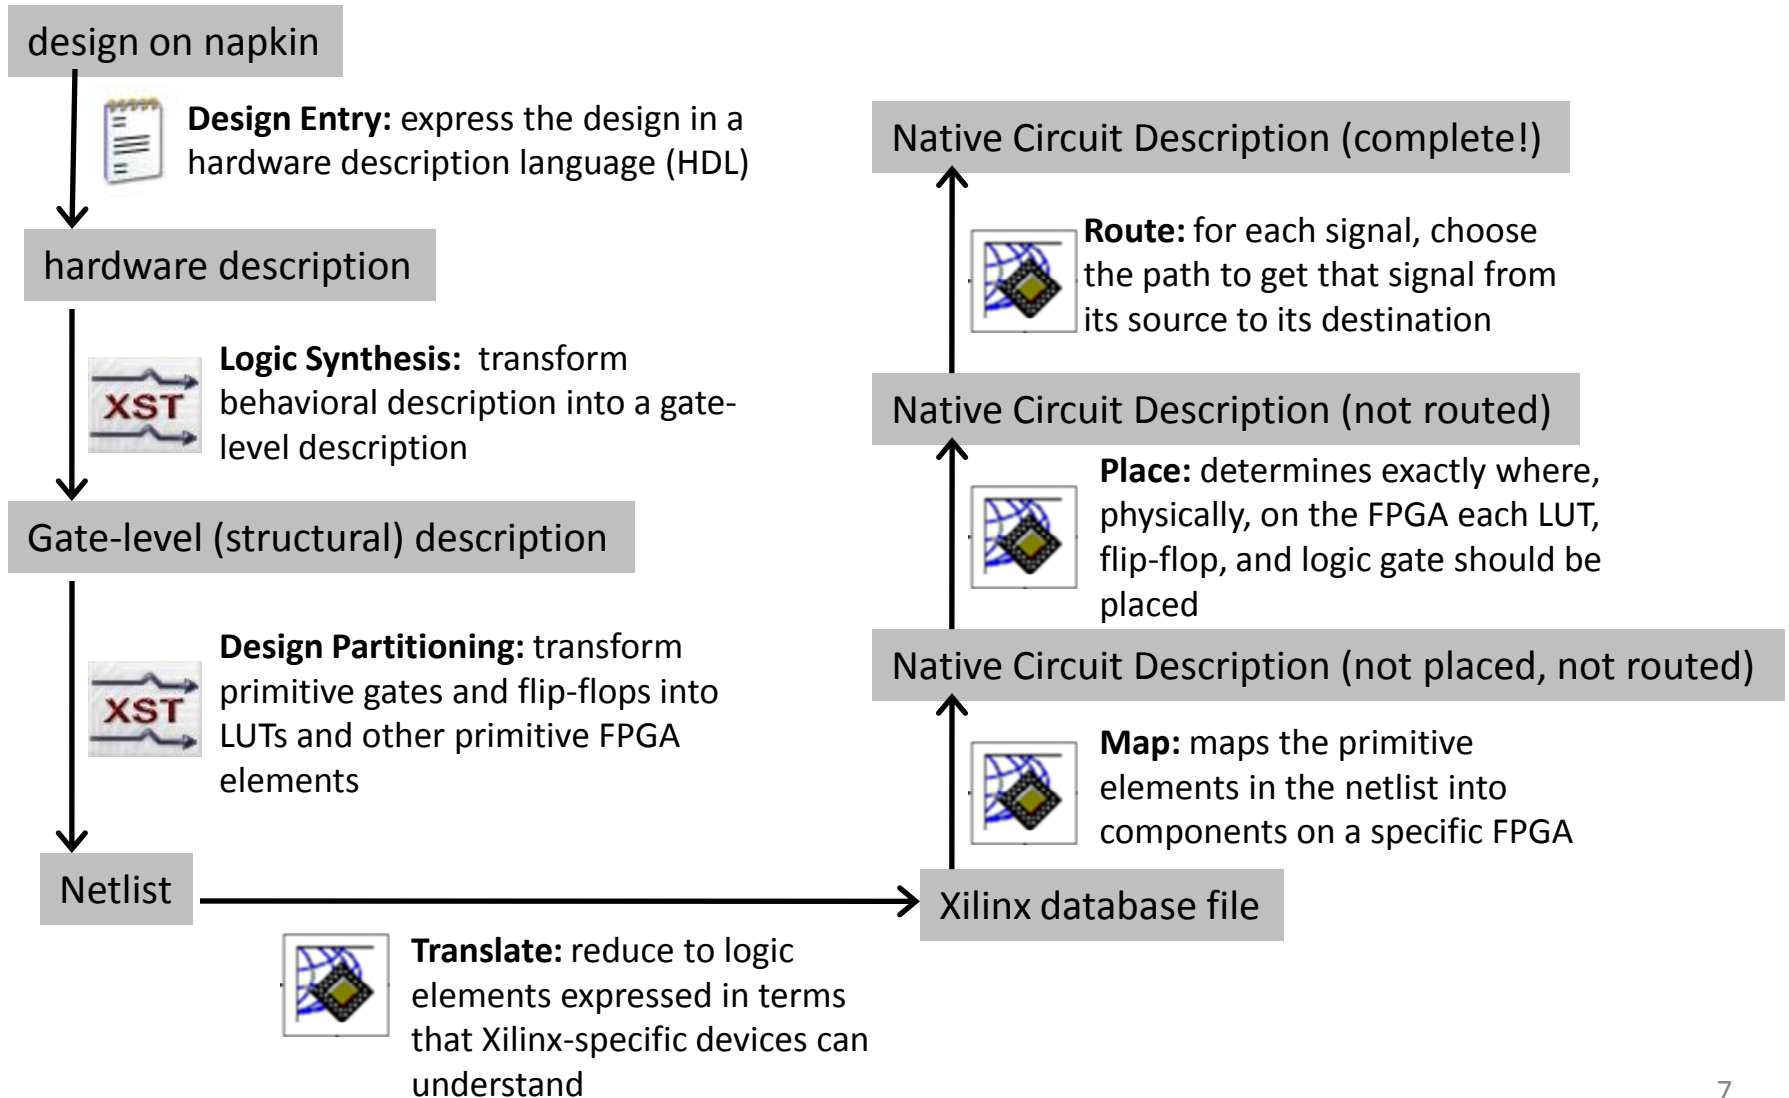 design on napkin
Design Entry: express the design in a
hardware description language (HDL)
hardware description
XST
Logic Synthesis:  transform
behavioral description into a gate-
level description
Gate-level (structural) description
XST
Design Partitioning: transform
primitive gates and flip-flops into
LUTs and other primitive FPGA
elements
Netlist
Translate: reduce to logic
elements expressed in terms
that Xilinx-specific devices can
understand
Xilinx database file
Map: maps the primitive
elements in the netlist into
components on a specific FPGA
Native Circuit Description (not placed, not routed)
Place: determines exactly where,
physically, on the FPGA each LUT,
flip-flop, and logic gate should be
placed
Native Circuit Description (not routed)
Route: for each signal, choose
the path to get that signal from
its source to its destination
Native Circuit Description (complete!)
7